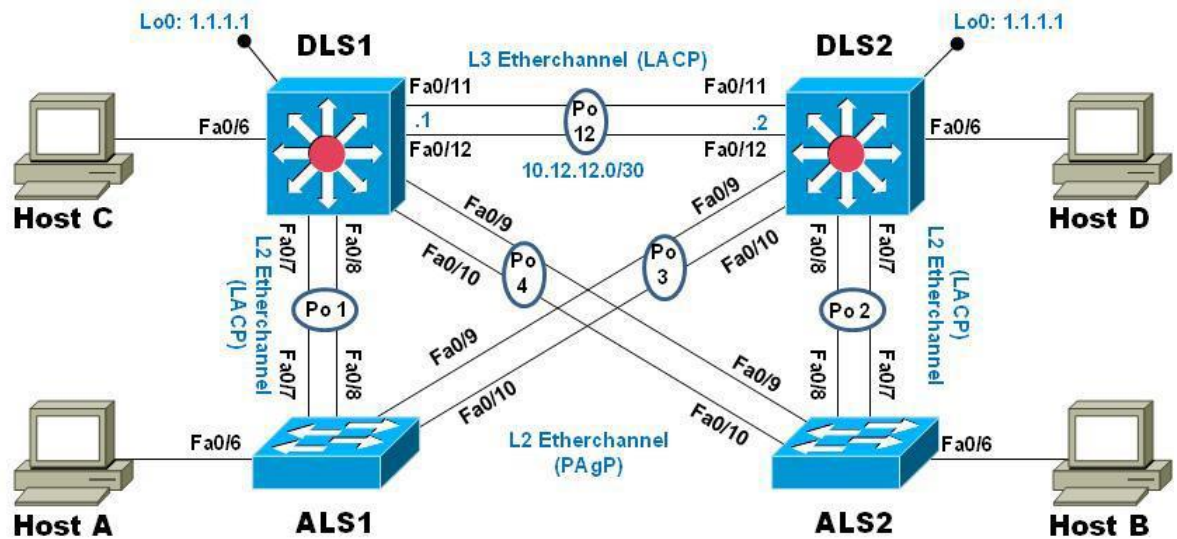 Lo0: 1.1.1.1
Lo0: 1.1.1.1
DLS1
DLS2
L3 Etherchannel (LACP)
Fa0/11
Fa0/11
Fa0/6
.1
Po
12
.2
Fa0/6
Fa0/12
Fa0/12
10.12.12.0/30
Host C
Host D
Fa0/9
Fa0/9
Fa0/10
Fa0/10
Fa0/7
Fa0/8
Fa0/8
Fa0/7
Po
4
Po
3
L2 Etherchannel
(LACP)
Po 1
Po 2
(LACP)
L2 Etherchannel
Fa0/7
Fa0/8
Fa0/9
Fa0/10
Fa0/9
Fa0/10
Fa0/8
Fa0/7
L2 Etherchannel
(PAgP)
Fa0/6
Fa0/6
Host A
ALS1
ALS2
Host B